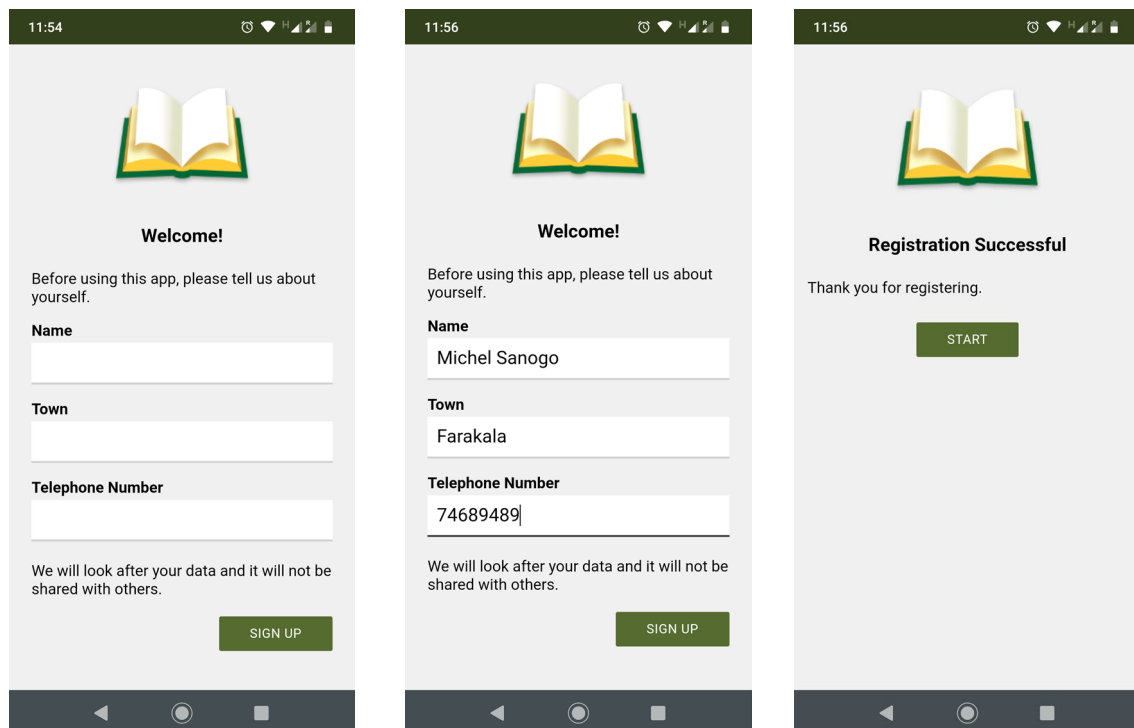 11:54
H R
Welcome!
Before using this app, please tell us about
yourself.
Name
Town
Telephone Number
We will look after your data and it will not be
shared with others.
SIGN UP
11:56
H R
Welcome!
Before using this app, please tell us about
yourself.
Name
Michel Sanogo
Town
Farakala
Telephone Number
74689489
We will look after your data and it will not be
shared with others.
SIGN UP
11:56
H R
Registration Successful
Thank you for registering.
START